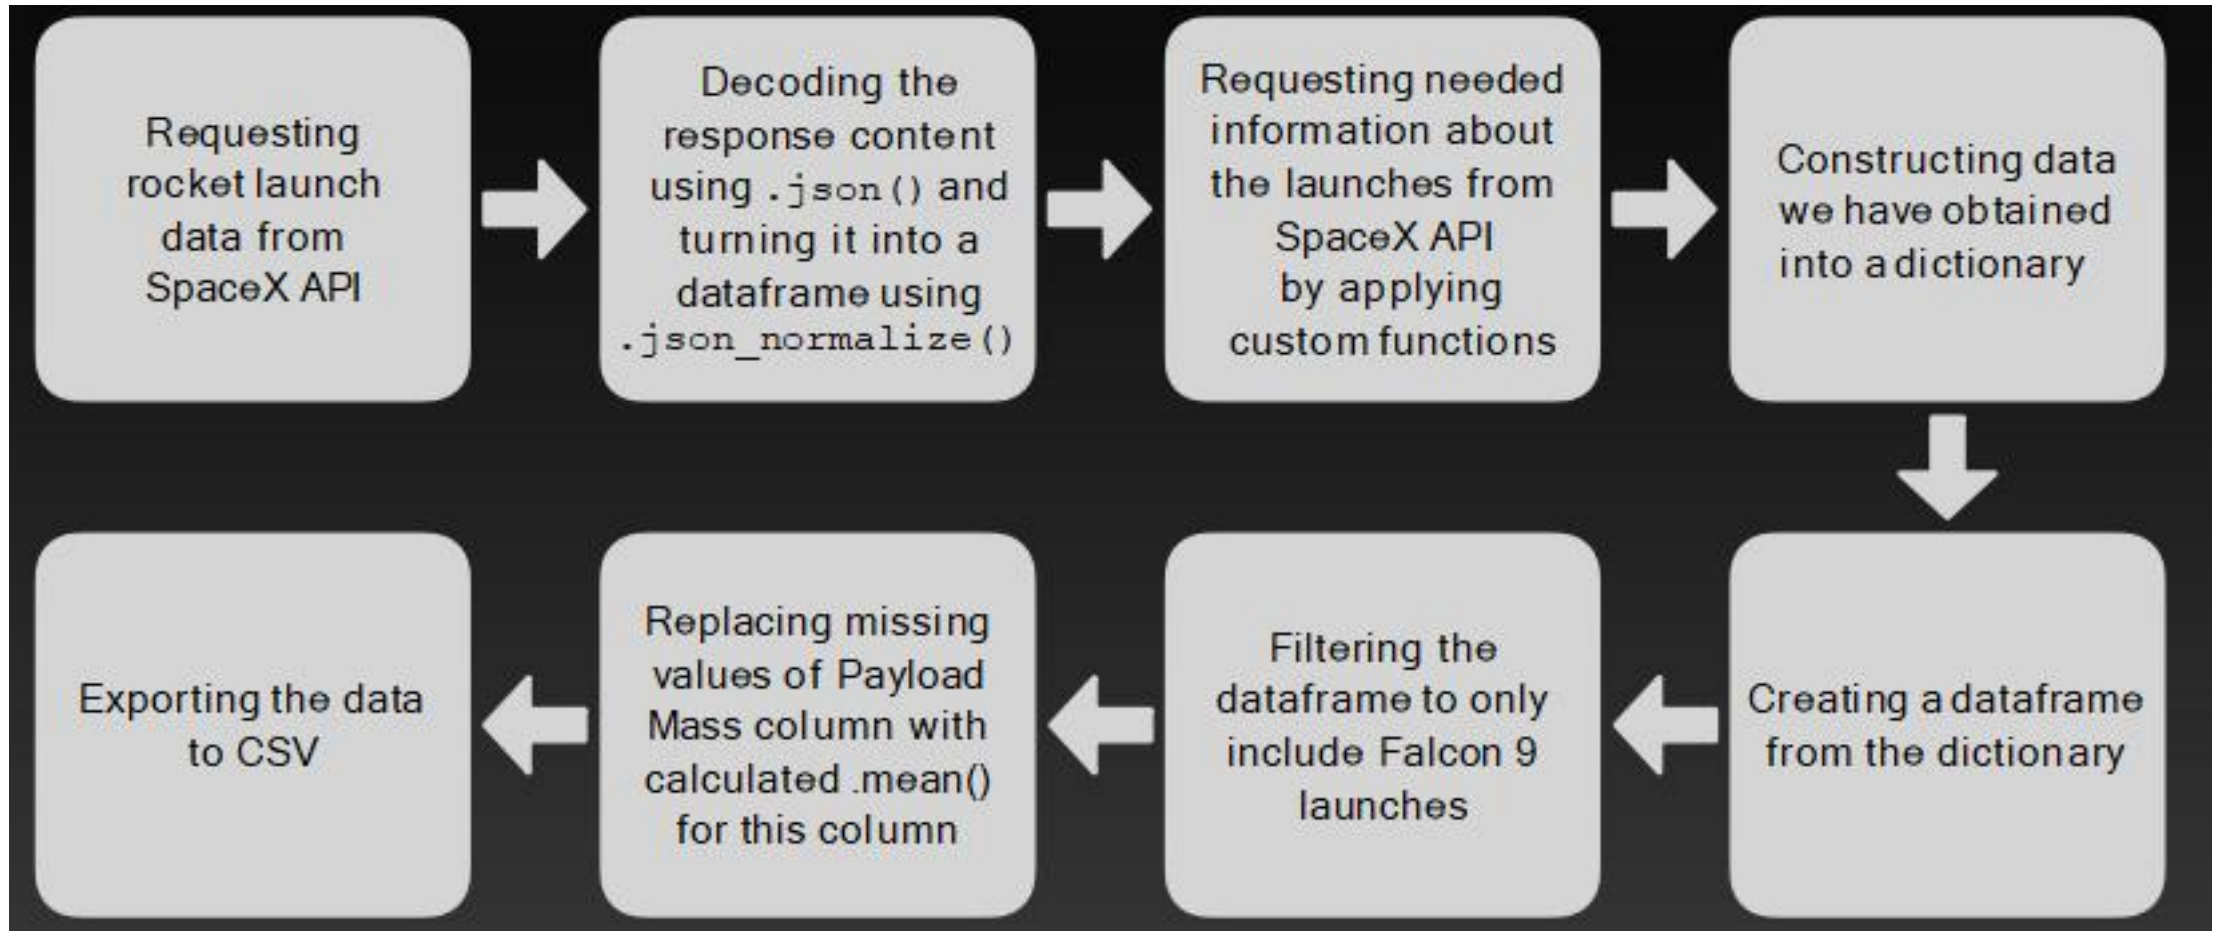 Requesting
rocket launch
data from
SpaceX API
Decoding the
response content
using .json() and
turning it into a
dataframe using
.json_normalize()
Requesting needed
information about
the launches from
SpaceX API
by applying
custom functions
Constructing data
we have obtained
into a dictionary
Creating a dataframe
from the dictionary
Filtering the
dataframe to only
include Falcon 9
launches
Replacing missing
values of Payload
Mass column with
calculated .mean()
for this column
Exporting the data
to CSV